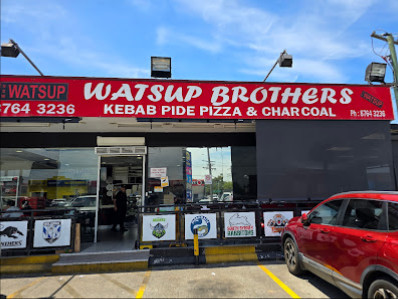 WATSUP
8764 3236
WATSUP BROTHERS
KEBAB PIDE PIZZA & CHARCOAL
Ph : 8764 3236